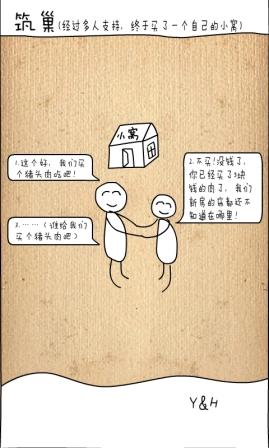 筑巢(经过多人支持，终于买了一个自己的小窝)
小窝
1.这个好，我们买
个猪头肉吃吧！
2.不买！没钱了，
你已经买了3块
钱的肉了，我们
新房的窗都还不
知道在哪里！
3.……（谁给我们
买个猪头肉吧）
Y&H